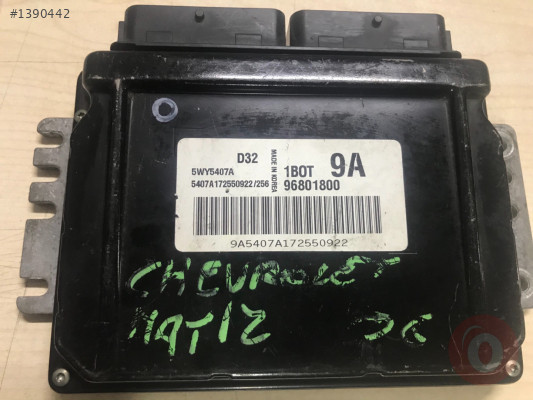 #1390442
D32
5WY5407A
5407A172550922/256
MADE IN KOREA
1BOT 9A
96801800
9A5407A172550922
CHEVROLET
MATIZ